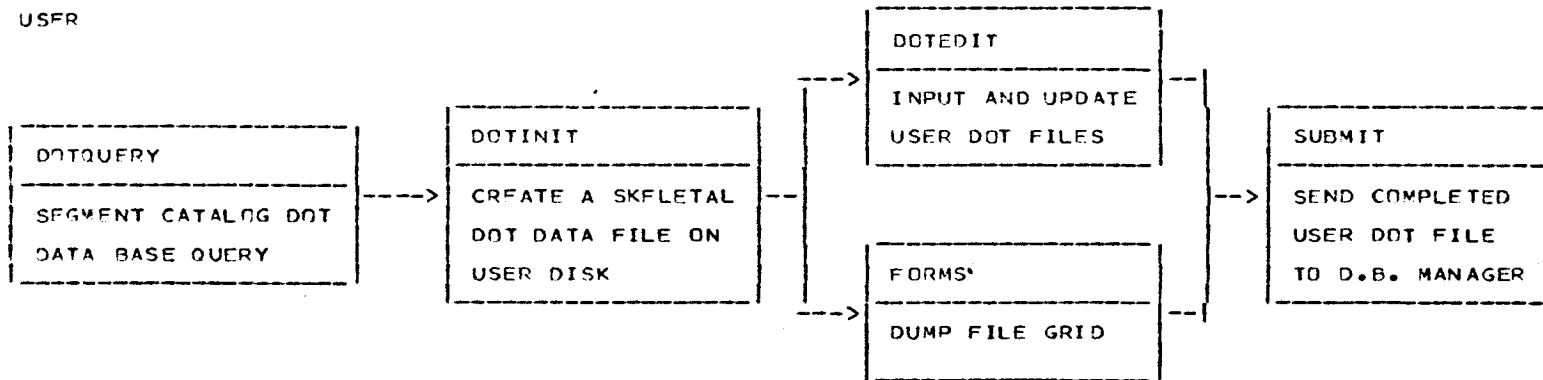 USER
DOTQUERY
SEGMENT CATALOG DOT
DATA BASE QUERY
DOTINIT
CREATE A SKELETAL
DOT DATA FILE ON
USER DISK
DOTEDIT
INPUT AND UPDATE
USER DOT FILES
FORMS
DUMP FILE GRID
SUBMIT
SEND COMPLETED
USER DOT FILE
TO D.B. MANAGER